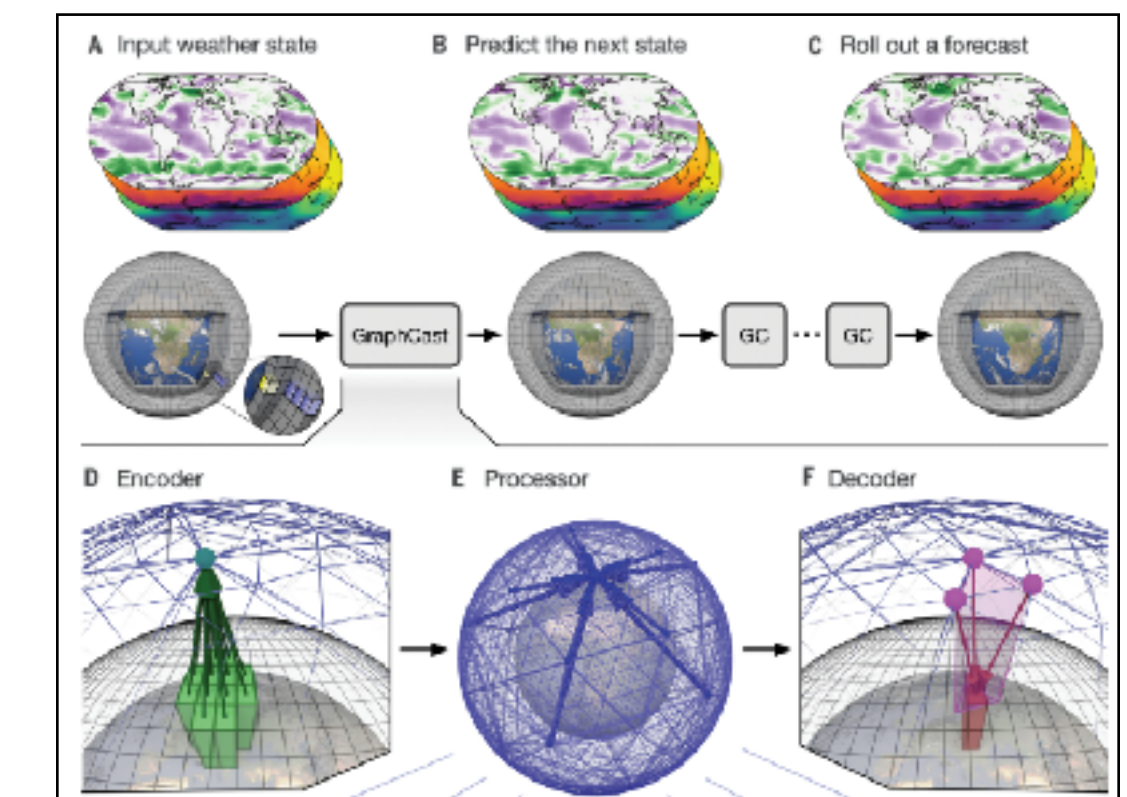 A Input weather state
B Predict the next state
C Roll out a forecast
GraphCast
GC
...
GC
D Encoder
E Processor
F Decoder